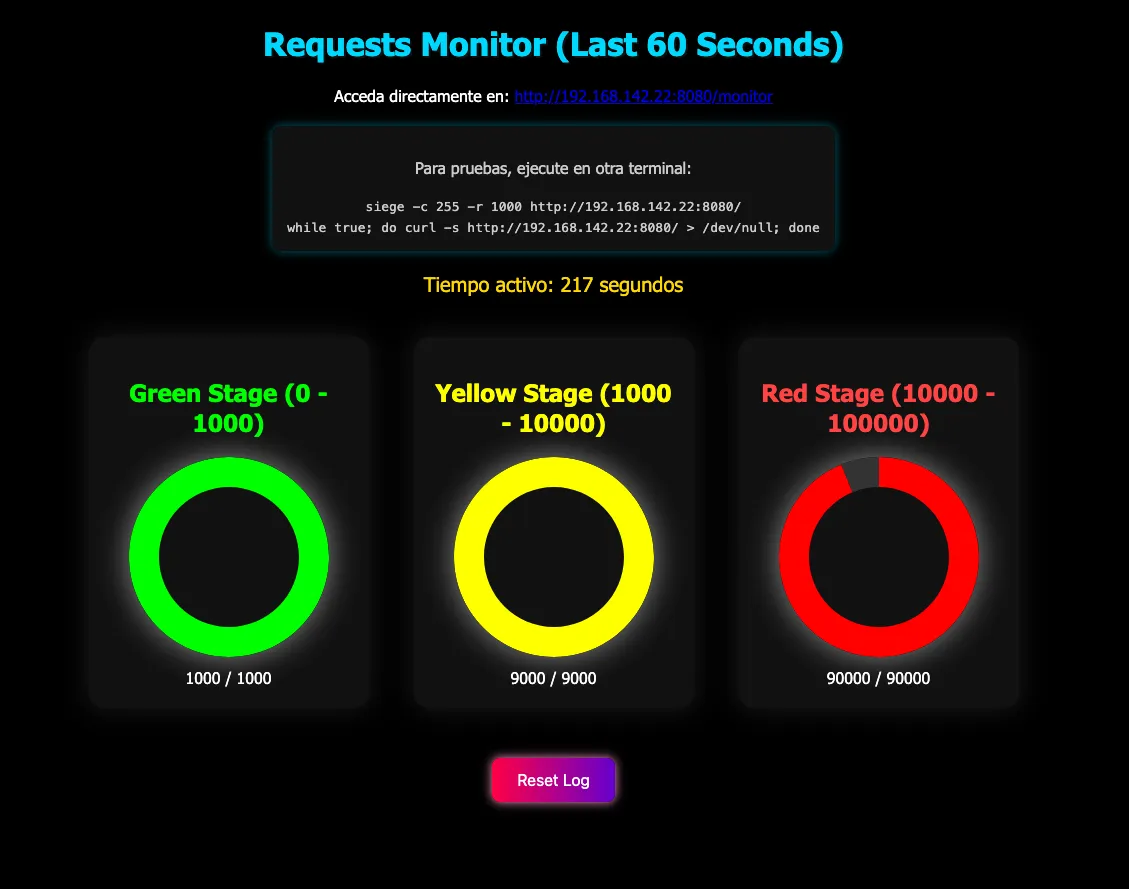 Requests Monitor (Last 60 Seconds)
Acceda directamente en: http://192.168.142.22:8080/monitor
Para pruebas, ejecute en otra terminal:
siege -c 255 -r 1000 http://192.168.142.22:8080/
while true; do curl -s http://192.168.142.22:8080/ > /dev/null; done
Tiempo activo: 217 segundos
Green Stage (0 -
1000)
1000 / 1000
Yellow Stage (1000
- 10000)
9000 / 9000
Red Stage (10000 -
100000)
90000 / 90000
Reset Log